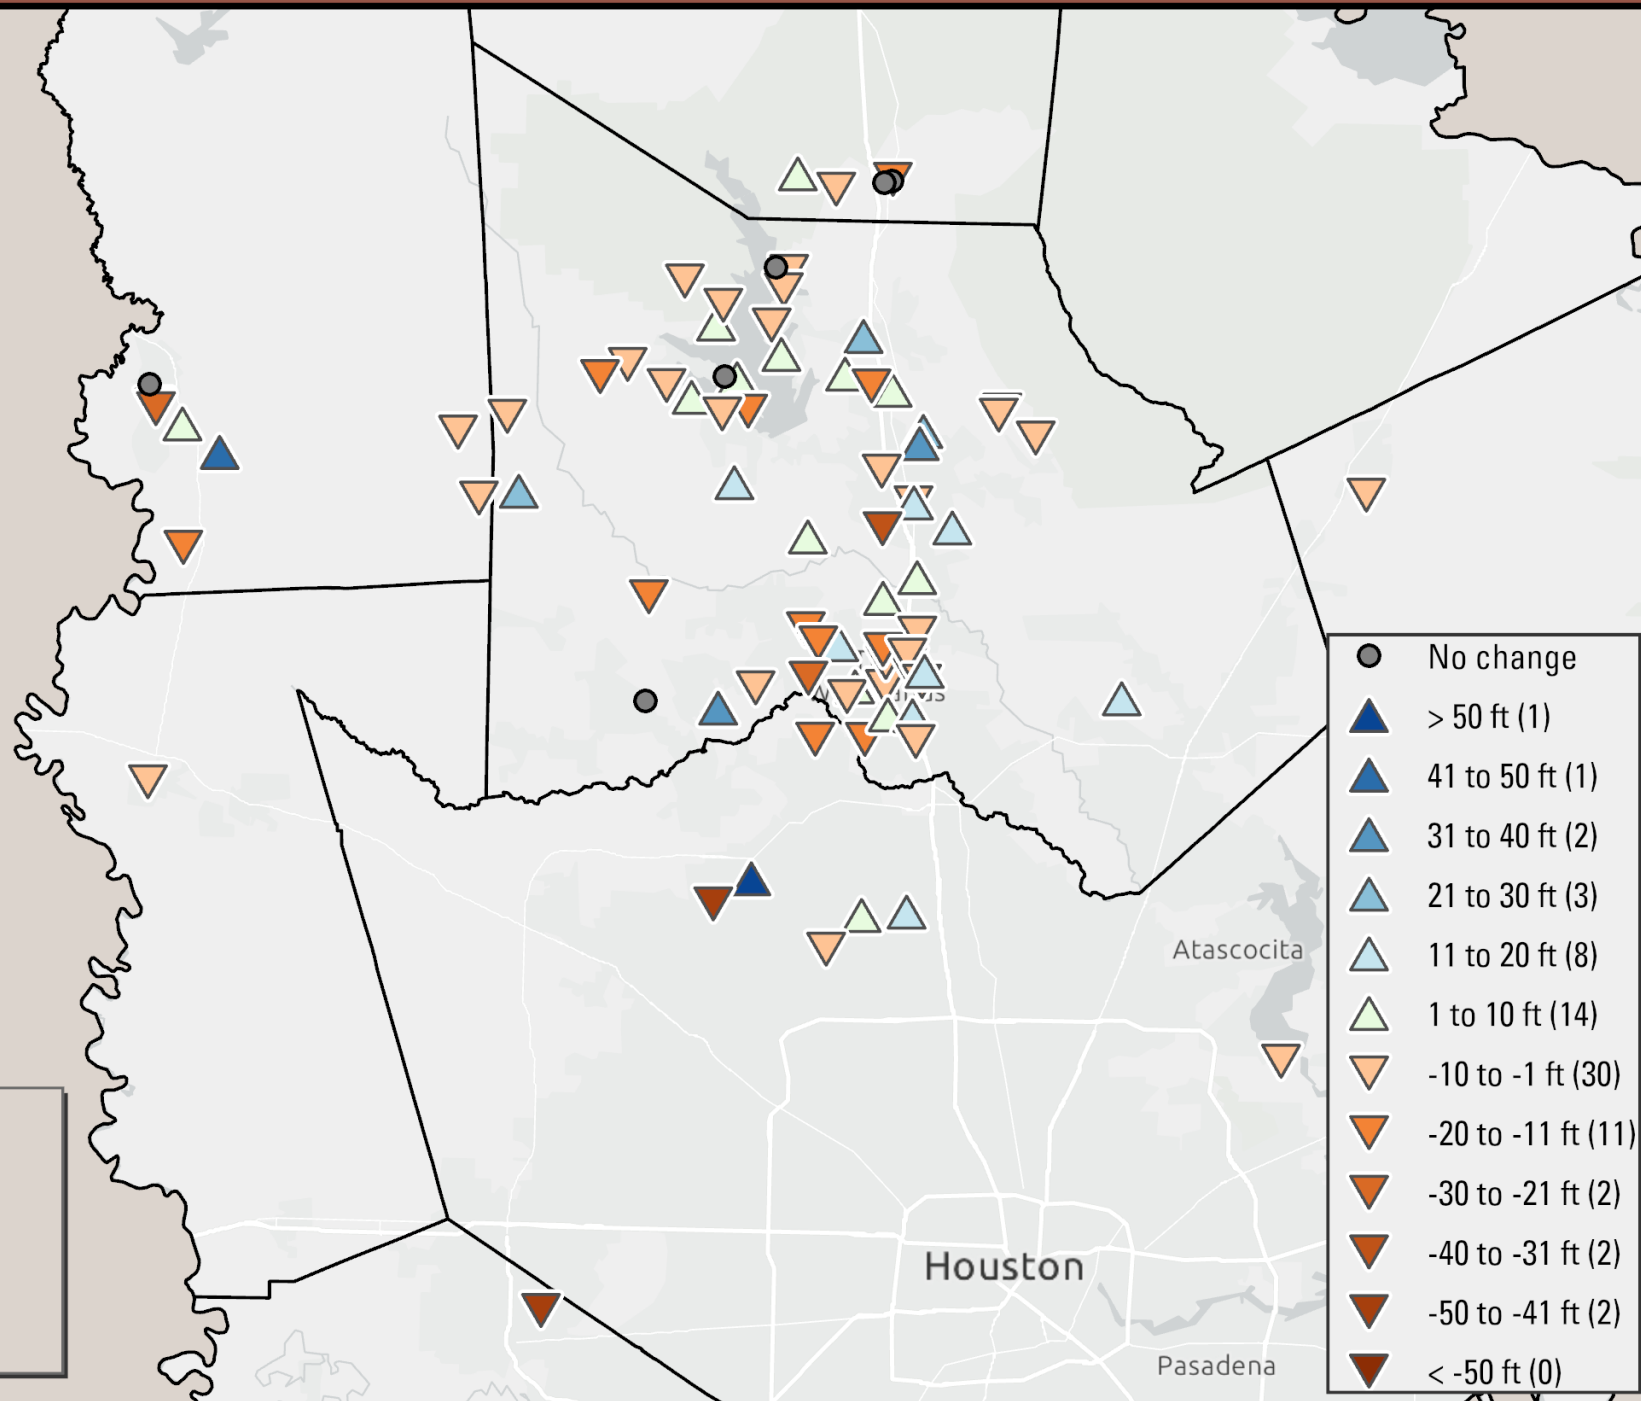 No change
> 50 ft (1)
41 to 50 ft (1)
31 to 40 ft (2)
21 to 30 ft (3)
11 to 20 ft (8)
1 to 10 ft (14)
-10 to -1 ft (30)
-20 to -11 ft (11)
-30 to -21 ft (2)
-40 to -31 ft (2)
-50 to -41 ft (2)
< -50 ft (0)
Atascocita
Houston
Pasadena